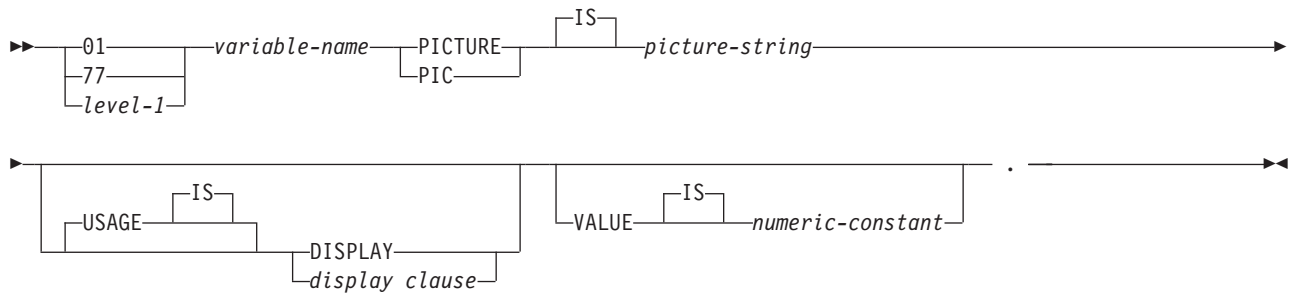 IS
01 variable-name PICTURE picture-string
77 PIC
level-1
.
IS IS
USAGE VALUE numeric-constant
DISPLAY
display clause